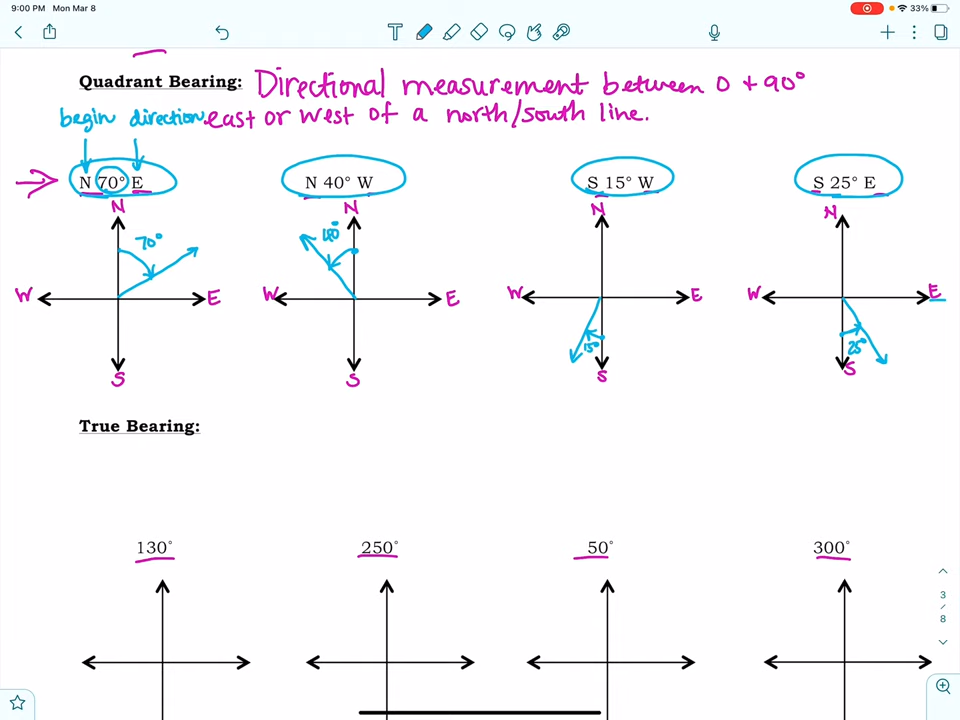 9:00 PM Mon Mar 8
33%
Quadrant Bearing: Directional measurement between 0 + 90°
begin direction. east or west of a north/south line.
N 70° E
N 40° W
S 15° W
S 25° E
N N N N
70°
W E W E W E W E
15° 25°
S S S S
True Bearing:
130° 250° 50° 300°
3
/
8